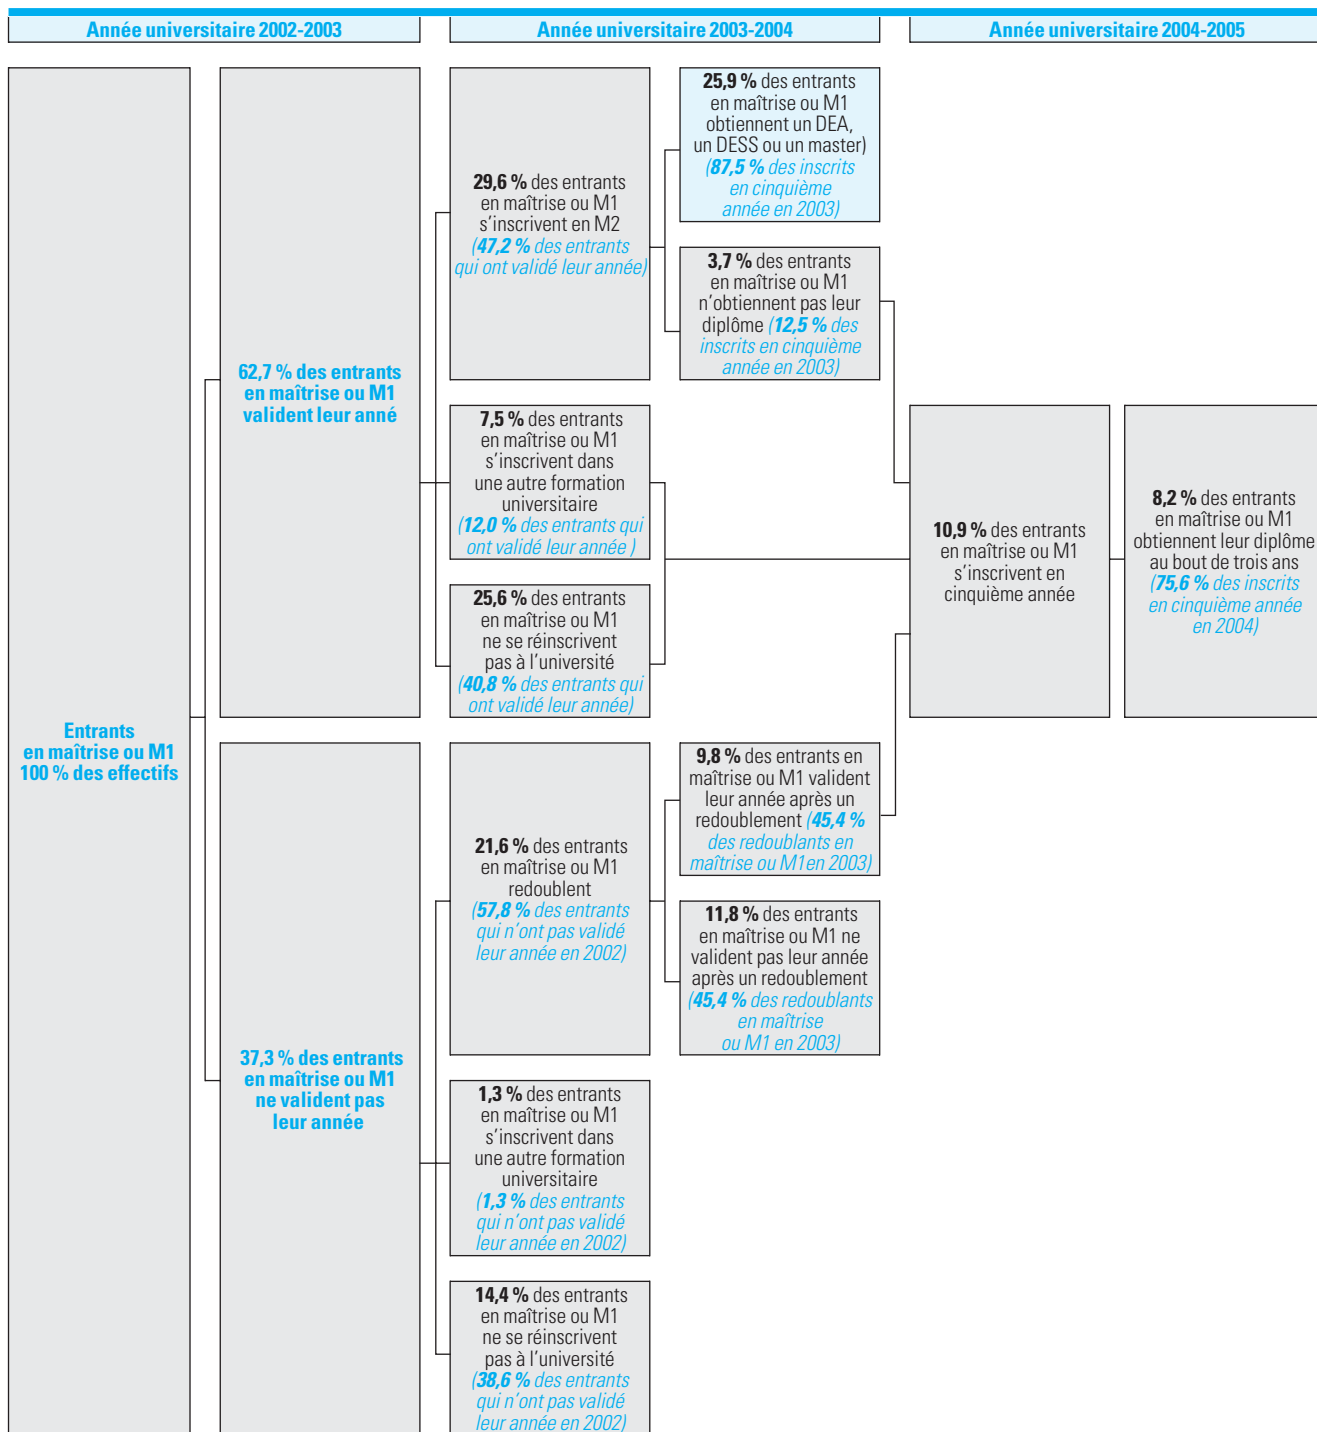 Année universitaire 2002-2003
Année universitaire 2003-2004
Année universitaire 2004-2005
Entrants
en maîtrise ou M1
100 % des effectifs
62,7 % des entrants
en maîtrise ou M1
valident leur anné
29,6 % des entrants
en maîtrise ou M1
s'inscrivent en M2
(47,2 % des entrants
qui ont validé leur année)
25,9 % des entrants
en maîtrise ou M1
obtiennent un DEA,
un DESS ou un master)
(87,5 % des inscrits
en cinquième
année en 2003)
3,7 % des entrants
en maîtrise ou M1
n'obtiennent pas leur
diplôme (12,5 % des
inscrits en cinquième
année en 2003)
7,5 % des entrants
en maîtrise ou M1
s'inscrivent dans
une autre formation
universitaire
(12,0 % des entrants qui
ont validé leur année )
25,6 % des entrants
en maîtrise ou M1
ne se réinscrivent
pas à l'université
(40,8 % des entrants qui
ont validé leur année)
10,9 % des entrants
en maîtrise ou M1
s'inscrivent en
cinquième année
8,2 % des entrants
en maîtrise ou M1
obtiennent leur diplôme
au bout de trois ans
(75,6 % des inscrits
en cinquième année
en 2004)
37,3 % des entrants
en maîtrise ou M1
ne valident pas
leur année
21,6 % des entrants
en maîtrise ou M1
redoublent
(57,8 % des entrants
qui n'ont pas validé
leur année en 2002)
9,8 % des entrants en
maîtrise ou M1 valident
leur année après un
redoublement (45,4 %
des redoublants en
maîtrise ou M1en 2003)
11,8 % des entrants
en maîtrise ou M1 ne
valident pas leur année
après un redoublement
(45,4 % des redoublants
en maîtrise
ou M1 en 2003)
1,3 % des entrants
en maîtrise ou M1
s'inscrivent dans
une autre formation
universitaire
(1,3 % des entrants
qui n'ont pas validé
leur année en 2002)
14,4 % des entrants
en maîtrise ou M1
ne se réinscrivent
pas à l'université
(38,6 % des entrants
qui n'ont pas validé
leur année en 2002)